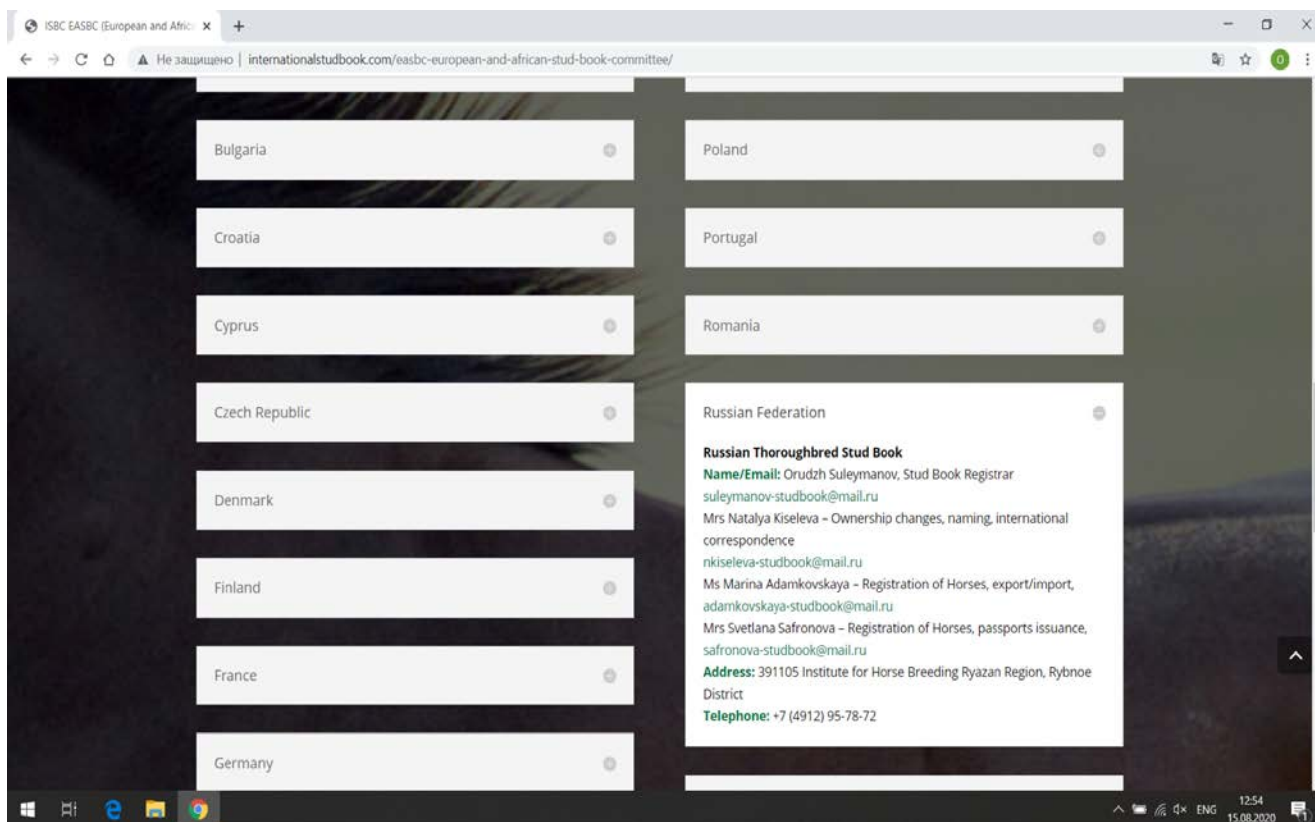 ISBC EASBC (European and Afric
Не защищено | internationalstudbook.com/easbc-european-and-african-stud-book-committee/
O
Bulgaria
Croatia
Cyprus
Czech Republic
Denmark
Finland
France
Germany
Poland
Portugal
Romania
Russian Federation
Russian Thoroughbred Stud Book
Name/Email: Orudzh Suleymanov, Stud Book Registrar
suleymanov-studbook@mail.ru
Mrs Natalya Kiseleva – Ownership changes, naming, international
correspondence
nkiseleva-studbook@mail.ru
Ms Marina Adamkovskaya – Registration of Horses, export/import,
adamkovskaya-studbook@mail.ru
Mrs Svetlana Safronova – Registration of Horses, passports issuance,
safronova-studbook@mail.ru
Address: 391105 Institute for Horse Breeding Ryazan Region, Rybnoe
District
Telephone: +7 (4912) 95-78-72
ENG
12:54
15.08.2020